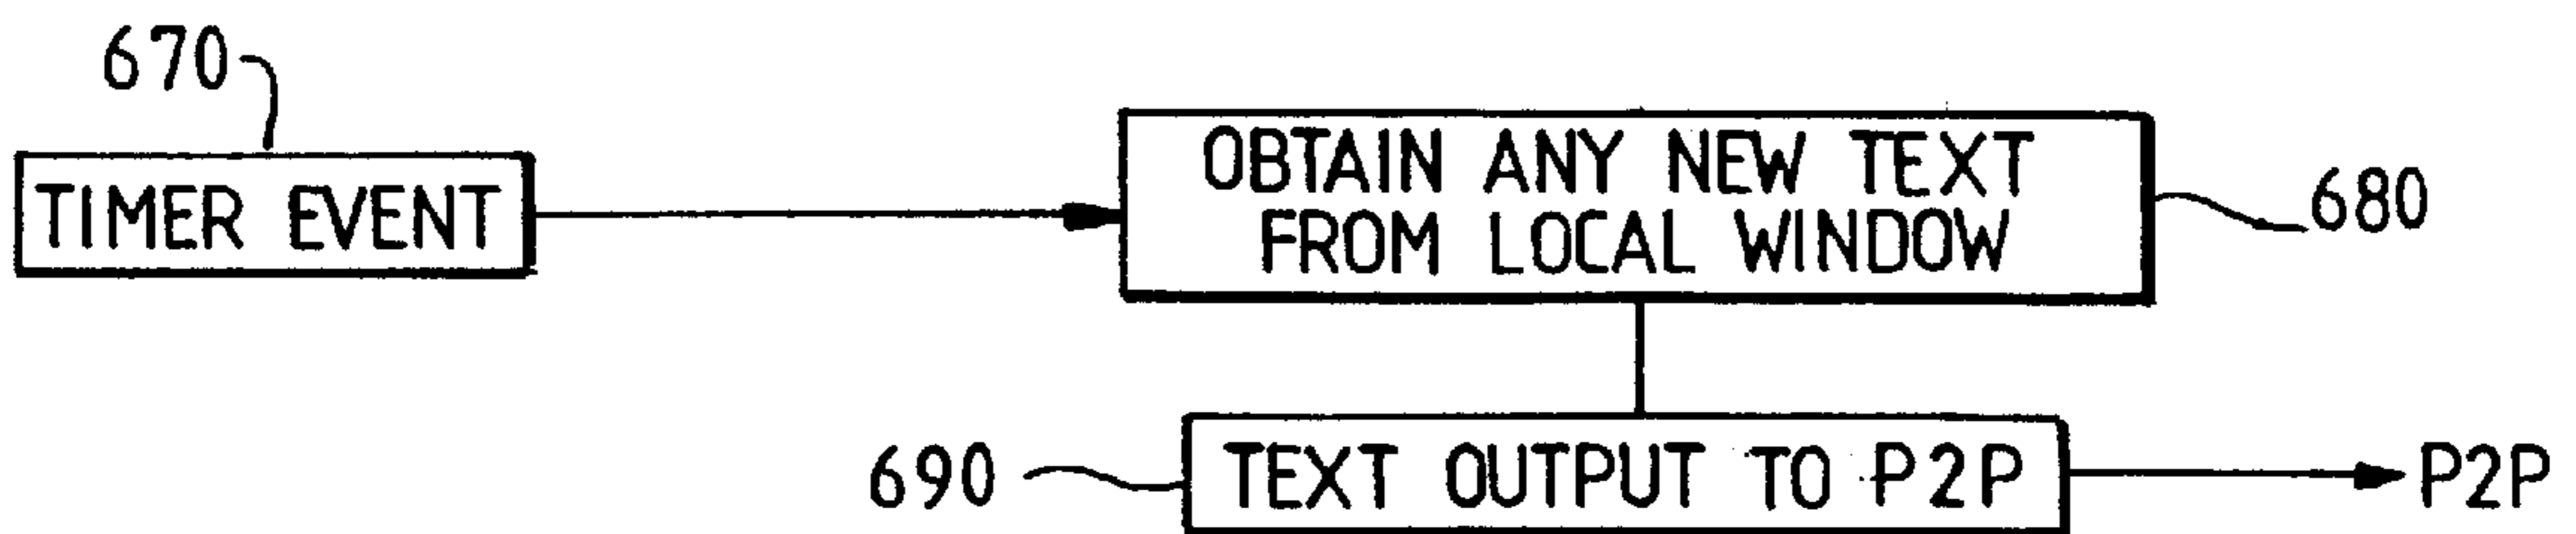 670
TIMER EVENT
OBTAIN ANY NEW TEXT
FROM LOCAL WINDOW
680
690
TEXT OUTPUT TO P2P
P2P